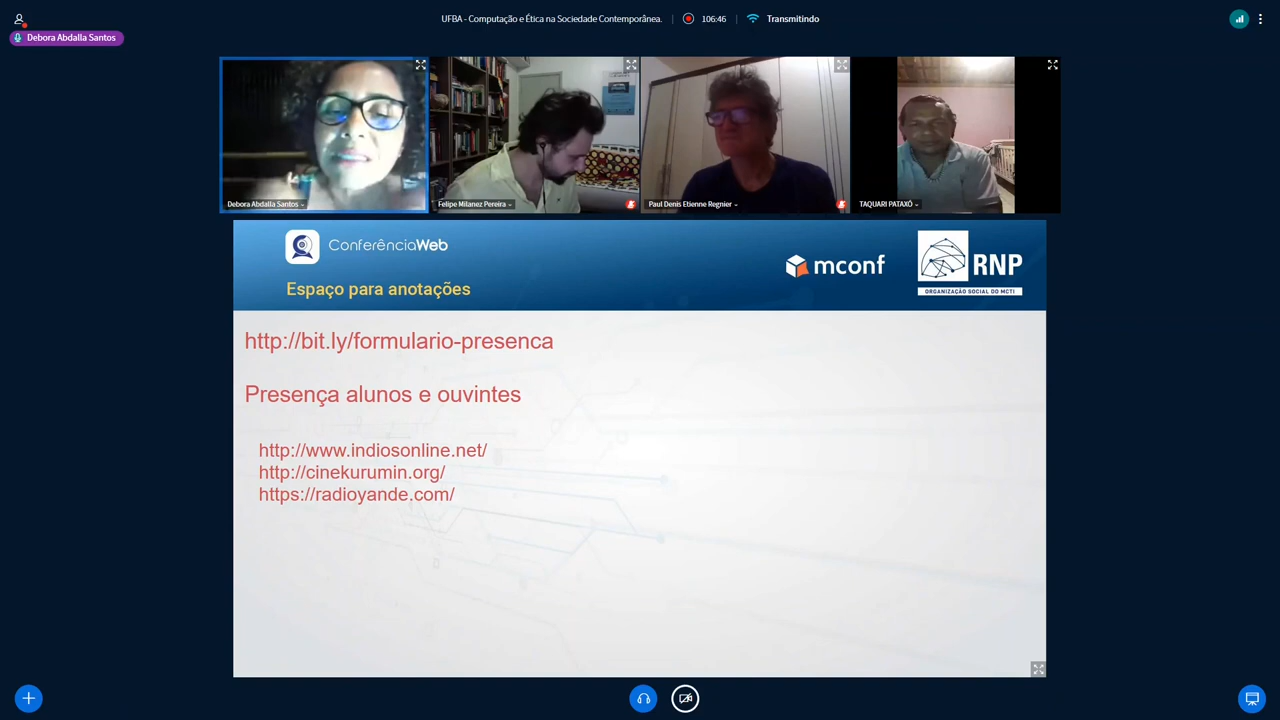 UFBA - Computação e Ética na Sociedade Contemporânea.
106:46
Transmitindo
Debora Abdalla Santos
Debora Abdalla Santos
Felipe Milanez Pereira
Paul Denis Etienne Regnier
TAQUARI PATAXÓ
ConferênciaWeb
mconf
RNP
ORGANIZAÇÃO SOCIAL DO MCTI
Espaço para anotações
http://bit.ly/formulario-presenca
Presença alunos e ouvintes
http://www.indiosonline.net/
http://cinekurumin.org/
https://radioyande.com/